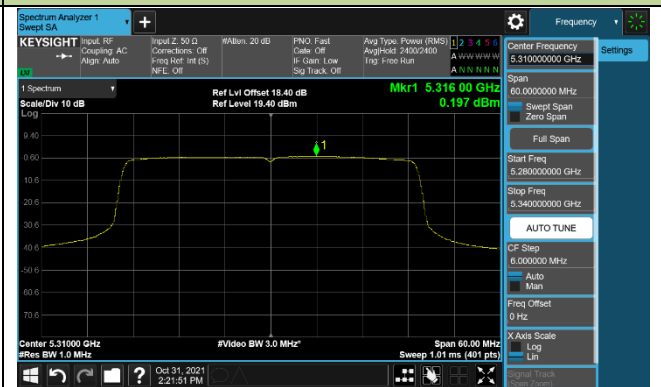 Spectrum Analyzer 1
Swept SA
Frequency
KEYSIGHT
Input: RF
Coupling: AC
Align: Auto
Input Z: 50 Ω
Corrections: Off
Freq Ref: Int (S)
NFE: Off
#Atten: 20 dB
PNO: Fast
Gate: Off
IF Gain: Low
Sig Track: Off
Avg Type: Power (RMS)
Avg|Hold: 2400/2400
Trig: Free Run
1 2 3 4 5 6
A W W W W W
A N N N N N
LM
1 Spectrum
Scale/Div 10 dB
Log
Ref Lvl Offset 18.40 dB
Ref Level 19.40 dBm
Mkr1 5.316 00 GHz
0.197 dBm
1
9.40
-0.60
-10.6
-20.6
-30.6
-40.6
-50.6
-60.6
-70.6
Center 5.31000 GHz
#Res BW 1.0 MHz
#Video BW 3.0 MHz*
Span 60.00 MHz
Sweep 1.01 ms (401 pts)
Center Frequency
5.310000000 GHz
Settings
Span
60.0000000 MHz
Swept Span
Zero Span
Full Span
Start Freq
5.280000000 GHz
Stop Freq
5.340000000 GHz
AUTO TUNE
CF Step
6.000000 MHz
Auto
Man
Freq Offset
0 Hz
X Axis Scale
Log
Lin
Signal Track
(Span Zoom)
?
Oct 31, 2021
2:21:51 PM